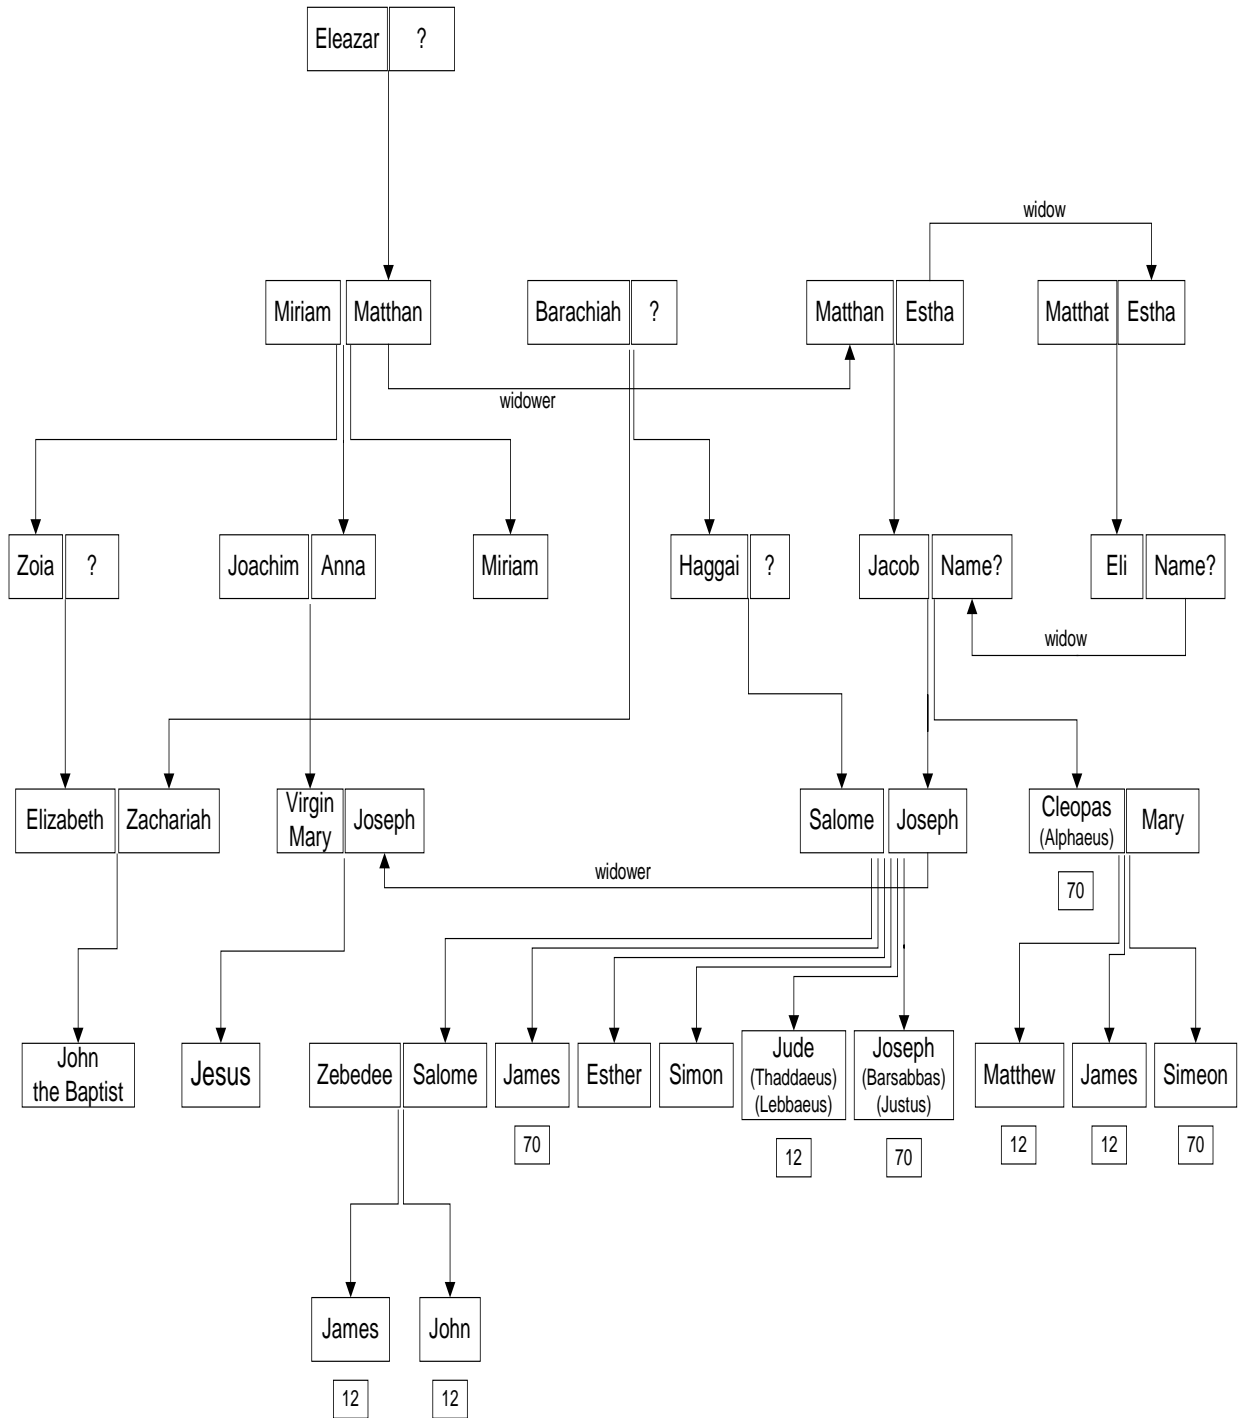 Eleazar ?
widow
Miriam Matthan Barachiah ? Matthan Estha Matthat Estha
widower
Zoia ? Joachim Anna Miriam Haggai ? Jacob Name? Eli Name?
widow
Elizabeth Zachariah
Virgin
Mary
Joseph
Salome Joseph
Cleopas
(Alphaeus)
Mary
widower
70
John
the Baptist
Jesus
Zebedee Salome James Esther Simon
Jude
(Thaddaeus)
(Lebbaeus)
Joseph
(Barsabbas)
(Justus)
Matthew James Simeon
70 12 70 12 12 70
James John
12 12